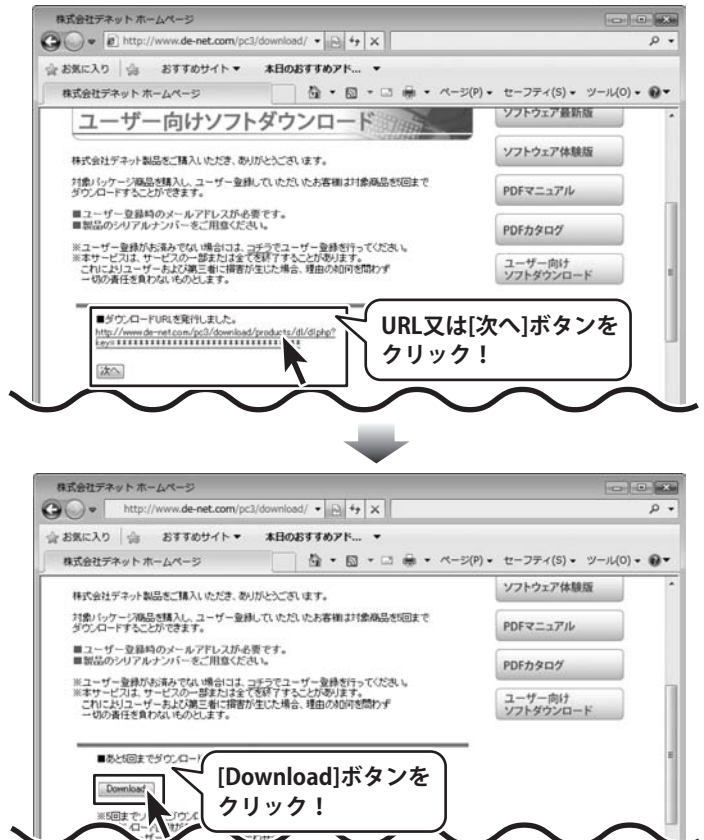 株式会社デネット ホームページ
http://www.de-net.com/pc3/download/
お気に入り おすすめサイト▼ 本日のおすすめアド... ▼
株式会社デネット ホームページ ページ(P) ▼ セーフティ(S) ▼ ツール(O) ▼
ユーザー向けソフトダウンロード
株式会社デネット製品をご購入いただき、ありがとうございます。
対象パッケージ商品を購入し、ユーザー登録していただいたお客様は対象商品を5回まで
ダウンロードすることができます。
■ユーザー登録時のメールアドレスが必要です。
■製品のシリアルナンバーをご用意ください。
※ユーザー登録がお済みでない場合には、コチラでユーザー登録を行ってください。
※本サービスは、サービスの一部または全てを終了することがあります。
これによりユーザーおよび第三者に損害が生じた場合、理由の如何を問わず
一切の責任を負わないものとします。
ソフトウェア最新版
ソフトウェア体験版
PDFマニュアル
PDFカタログ
ユーザー向け
ソフトダウンロード
■ダウンロードURLを発行しました。
http://www.de-net.com/pc3/download/products/dl/dl.php?
key=
次へ
URL又は[次へ]ボタンを
クリック！
株式会社デネット ホームページ
http://www.de-net.com/pc3/download/
お気に入り おすすめサイト▼ 本日のおすすめアド... ▼
株式会社デネット ホームページ ページ(P) ▼ セーフティ(S) ▼ ツール(O) ▼
株式会社デネット製品をご購入いただき、ありがとうございます。
対象パッケージ商品を購入し、ユーザー登録していただいたお客様は対象商品を5回まで
ダウンロードすることができます。
■ユーザー登録時のメールアドレスが必要です。
■製品のシリアルナンバーをご用意ください。
※ユーザー登録がお済みでない場合には、コチラでユーザー登録を行ってください。
※本サービスは、サービスの一部または全てを終了することがあります。
これによりユーザーおよび第三者に損害が生じた場合、理由の如何を問わず
一切の責任を負わないものとします。
ソフトウェア体験版
PDFマニュアル
PDFカタログ
ユーザー向け
ソフトダウンロード
■あと5回までダウンロー
Download
※5回まで
[Download]ボタンを
クリック！